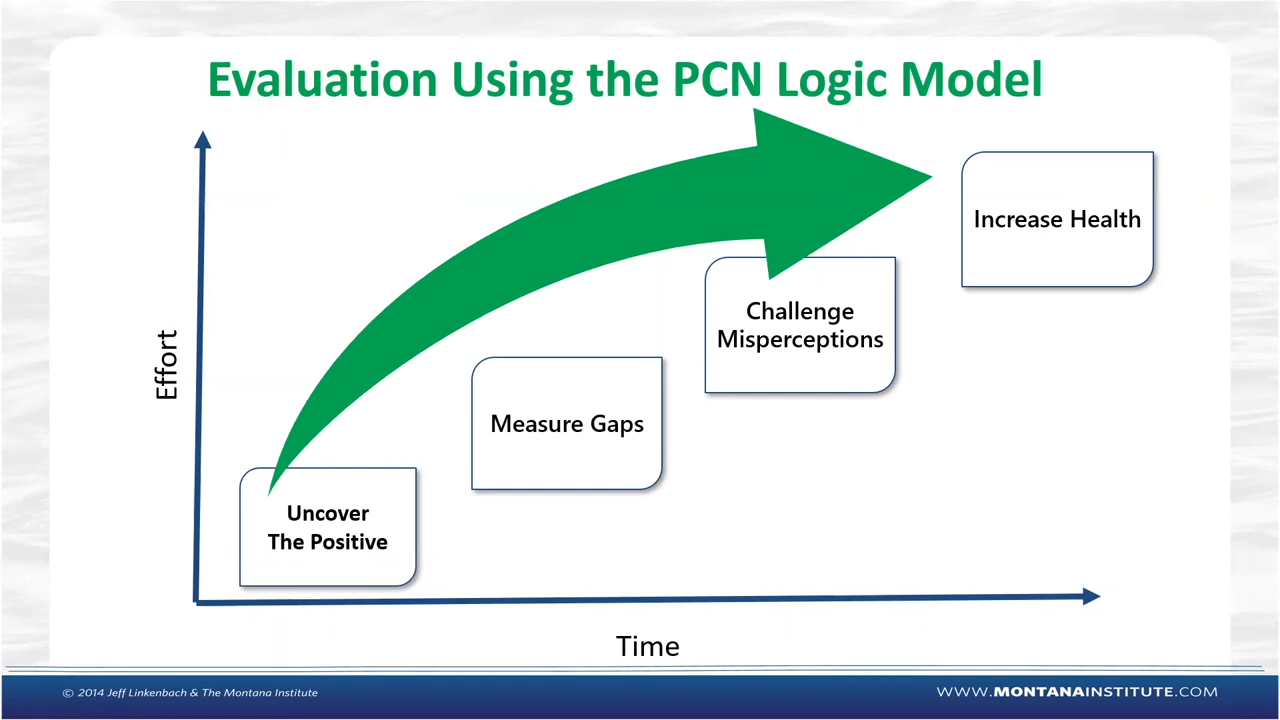 Evaluation Using the PCN Logic Model
Increase Health
Challenge
Misperceptions
Effort
Measure Gaps
Uncover
The Positive
Time
© 2014 Jeff Linkenbach & The Montana Institute
WWW.MONTANAINSTITUTE.COM